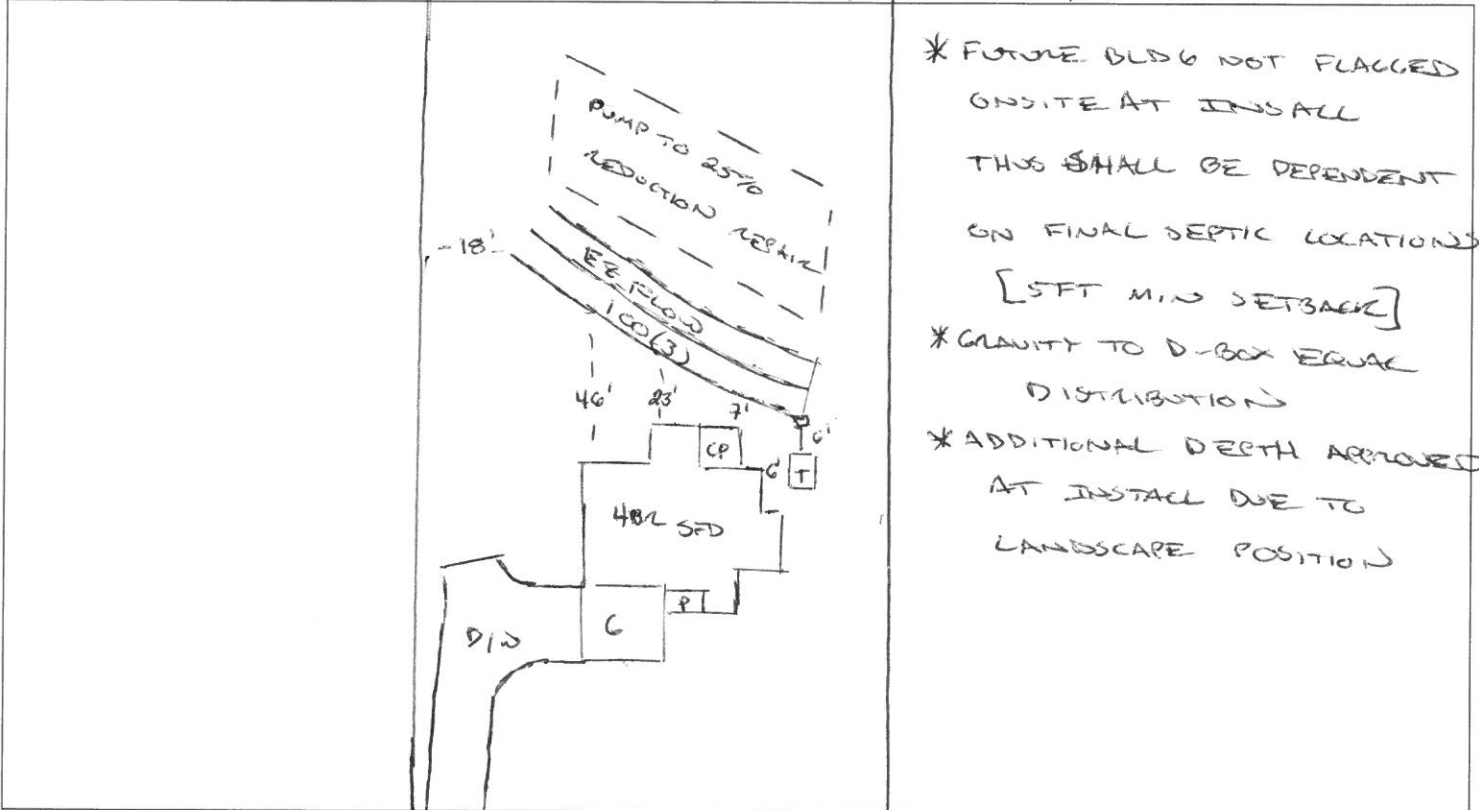 PUMP TO 25%
REDUCTION REPAIR
-18'-
EZ FLOW
100(3)
46'
23'
7'
6'
CP
6'
T
4BR SFD
P
G
D/W
* FUTURE BLDG NOT FLAGGED
ONSITE AT INSALL
THUS SHALL BE DEPENDENT
ON FINAL SEPTIC LOCATIONS
[5FT MIN SETBACK]
* GRAVITY TO D-BOX EQUAL
DISTRIBUTION
* ADDITIONAL DEPTH APPROVED
AT INSTALL DUE TO
LANDSCAPE POSITION